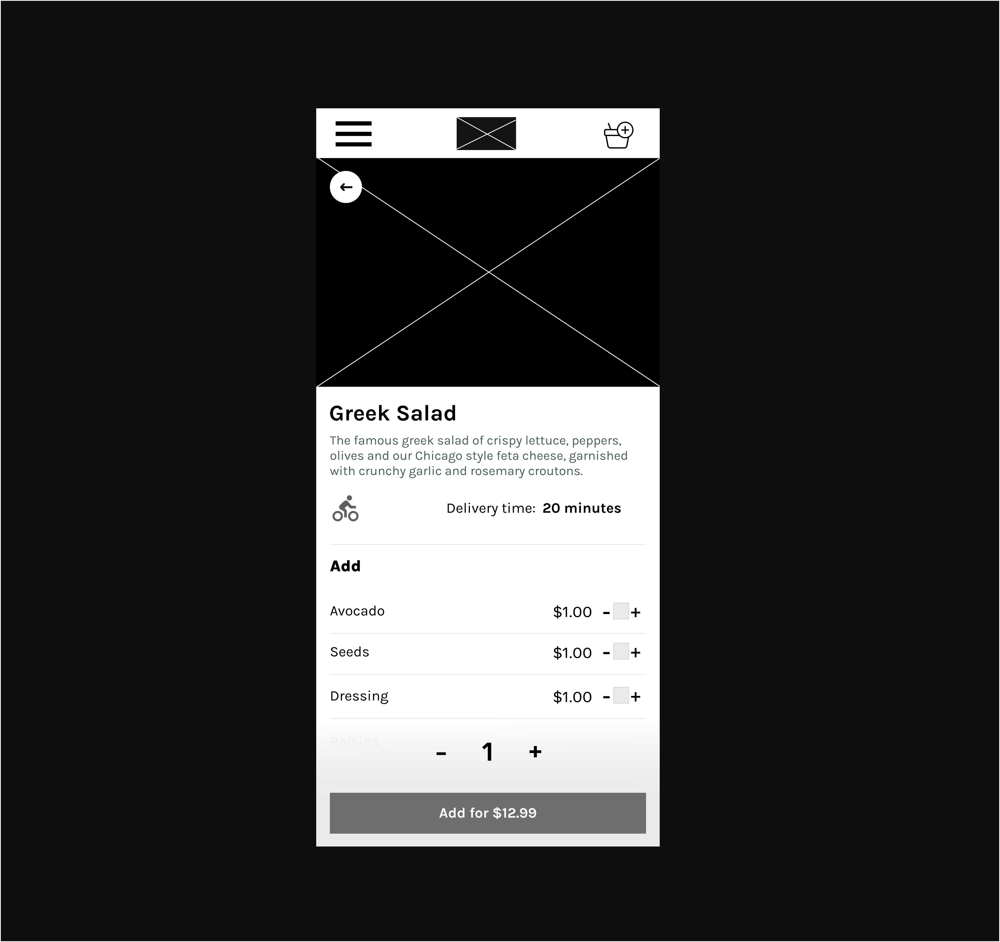 Greek Salad
The famous greek salad of crispy lettuce, peppers,
olives and our Chicago style feta cheese, garnished
with crunchy garlic and rosemary croutons.
Delivery time: 20 minutes
Add
Avocado $1.00 - +
Seeds $1.00 - +
Dressing $1.00 - +
Raisins
- 1 +
Add for $12.99